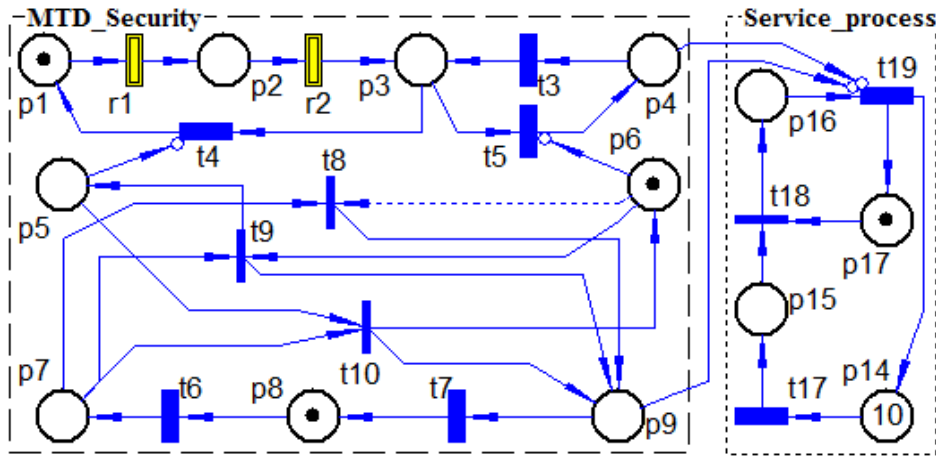 MTD_Security
Service_process
p1
r1
p2
r2
p3
t3
p4
t19
p16
t4
t5
p6
t8
p5
t9
t18
p17
p15
t10
p7
t6
p8
t7
p9
t17
p14
10